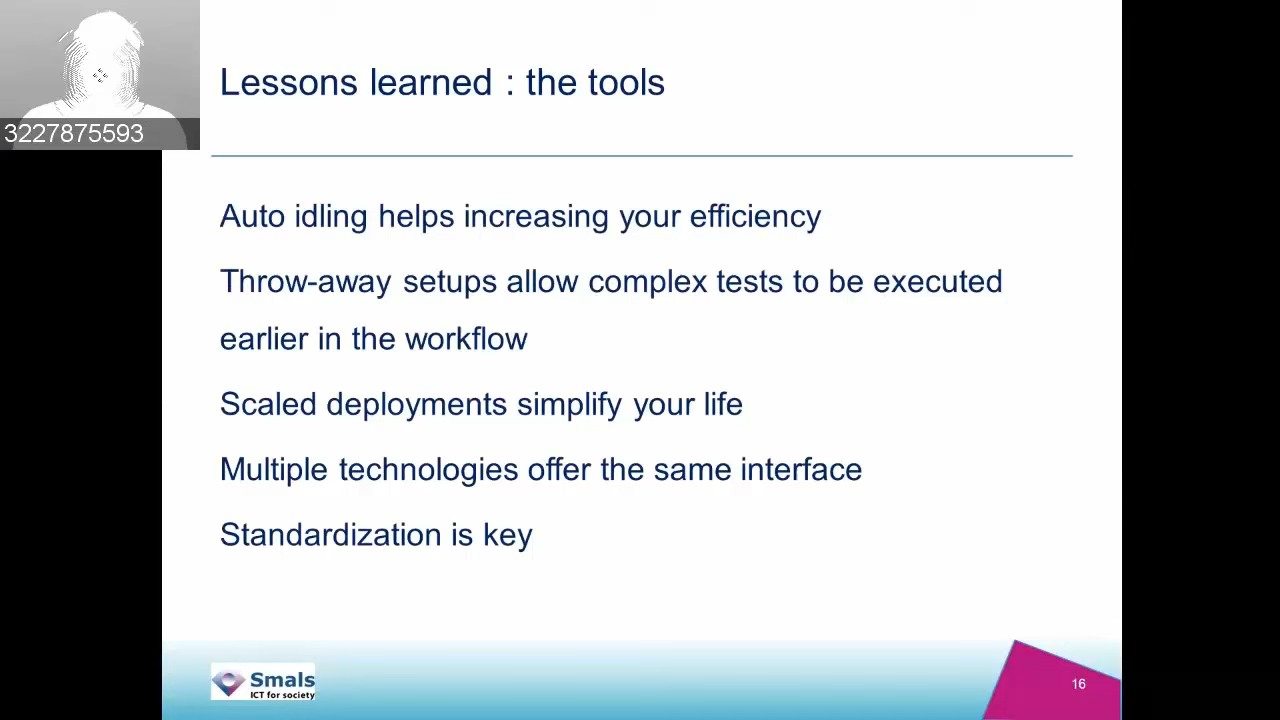 3227875593
Lessons learned : the tools
Auto idling helps increasing your efficiency
Throw-away setups allow complex tests to be executed
earlier in the workflow
Scaled deployments simplify your life
Multiple technologies offer the same interface
Standardization is key
Smals
ICT for society
16